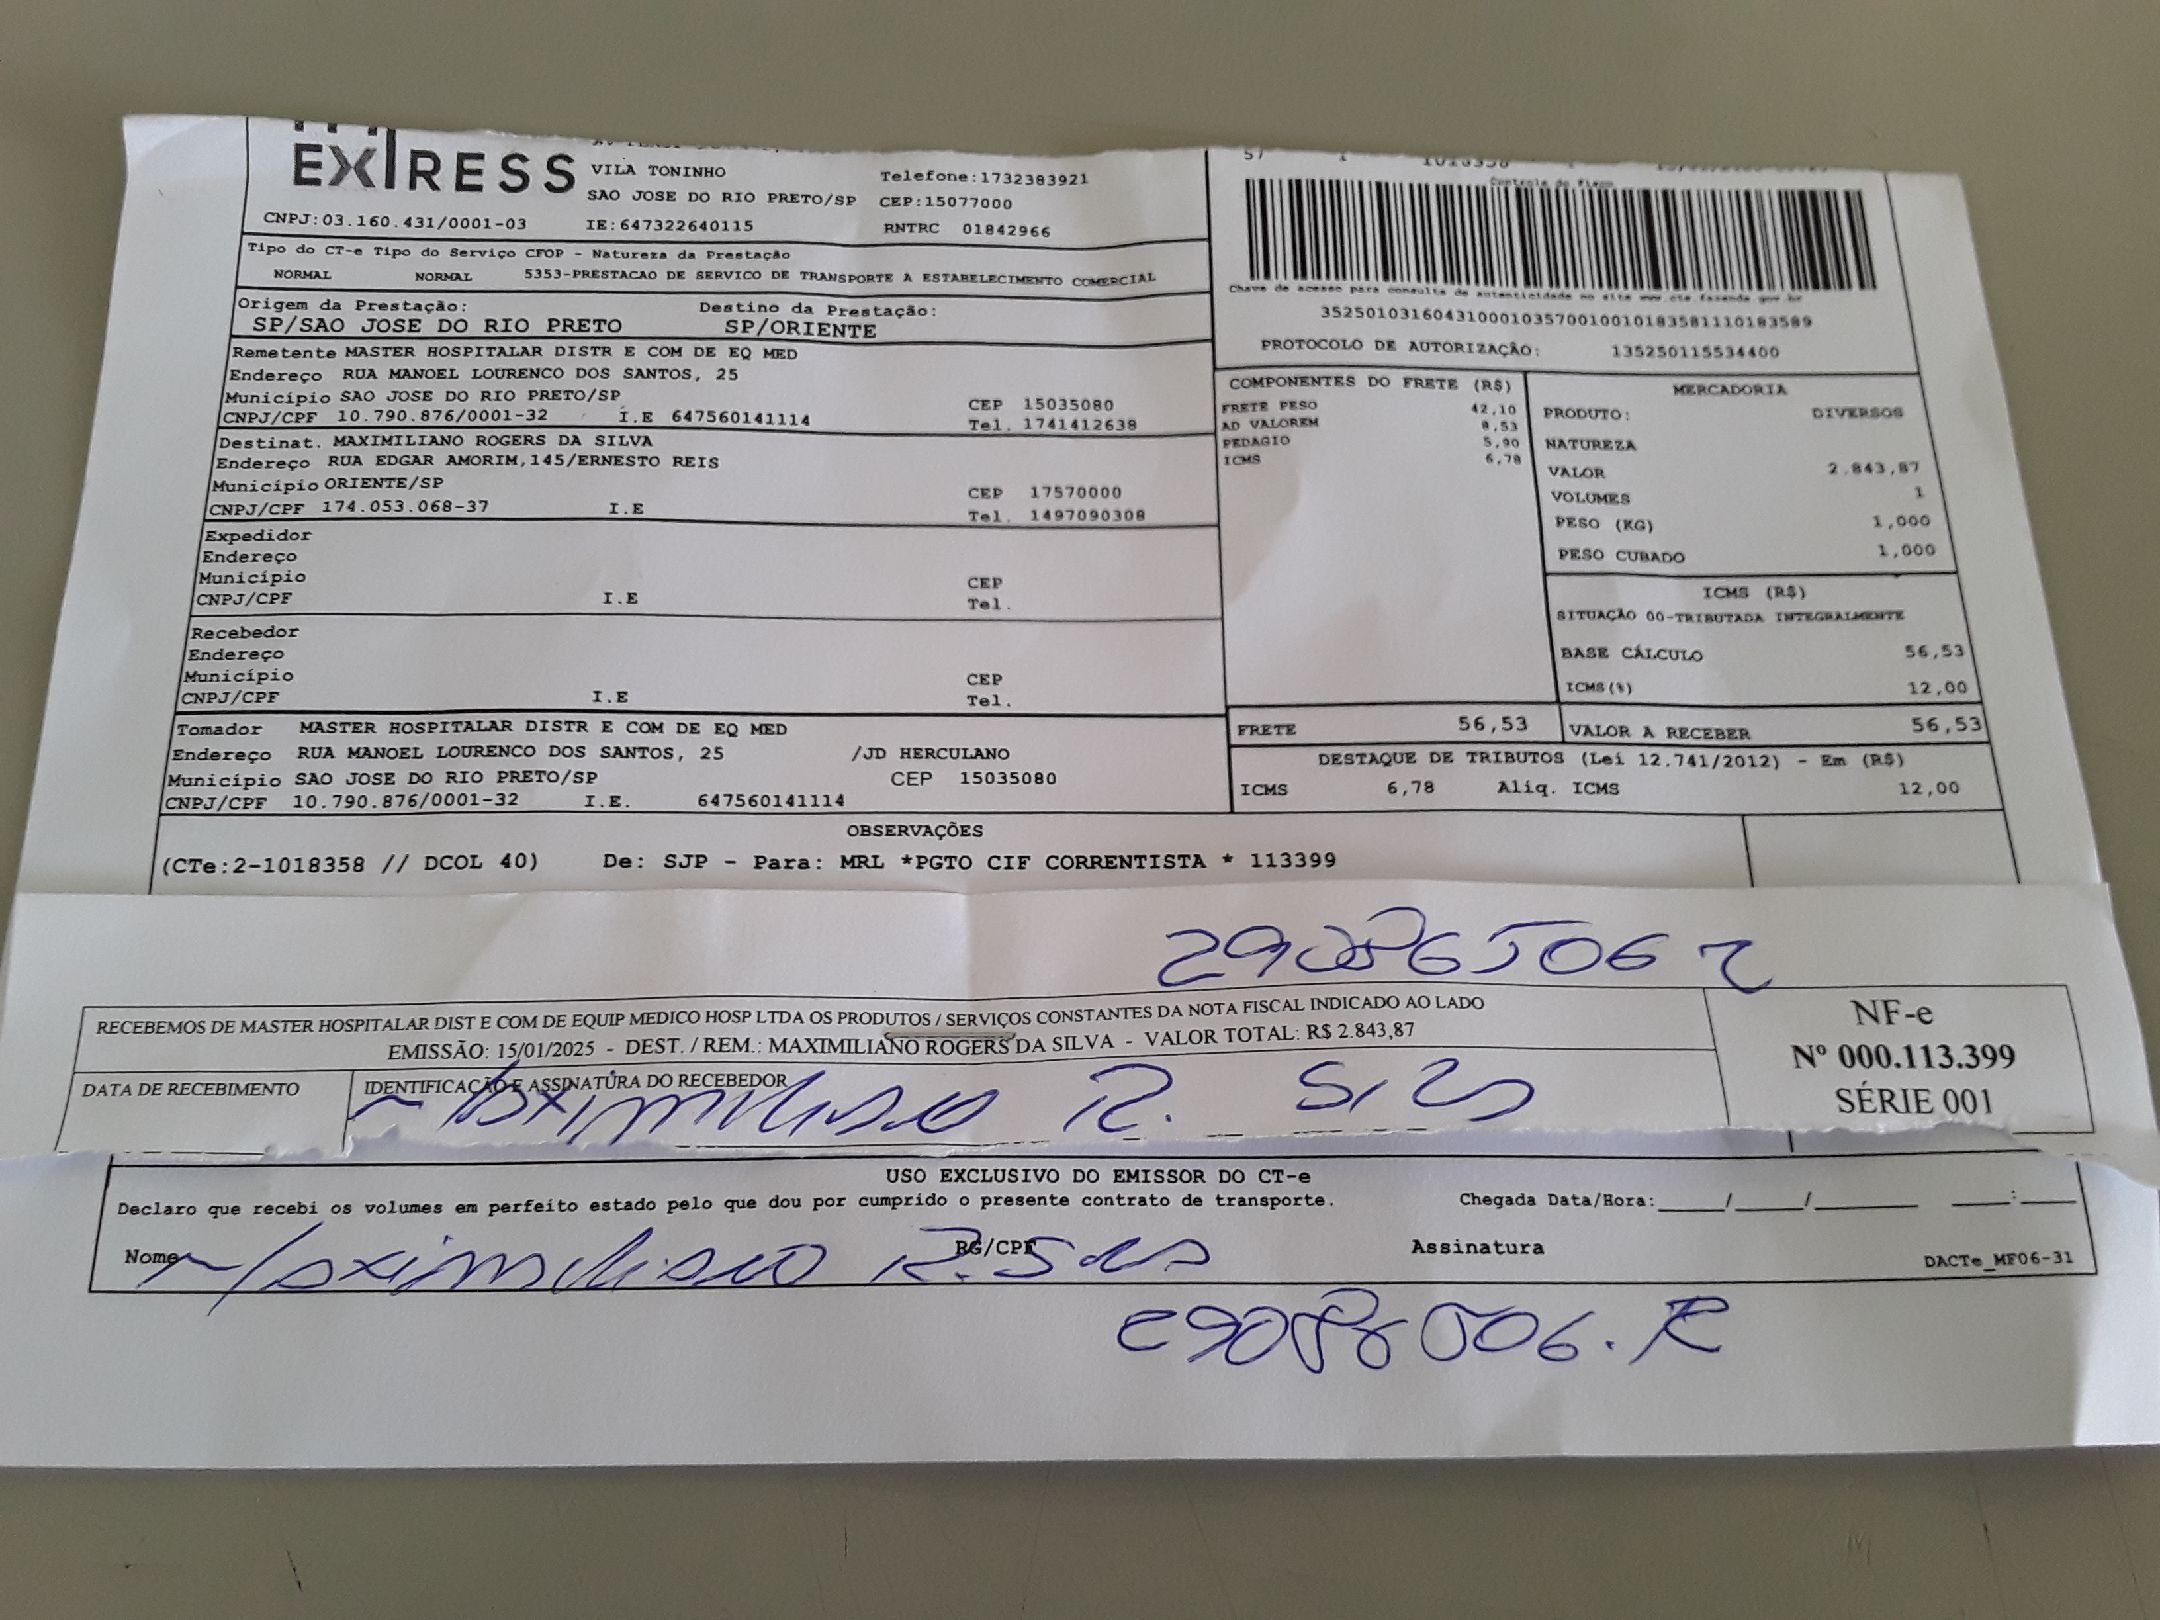 EXPRESS
VILA TONINHO
Telefone:1732383921
SAO JOSE DO RIO PRETO/SP CEP:15077000
CNPJ:03.160.431/0001-03 IE:647322640115 RNTRC 01842966
Tipo do CT-e Tipo do Serviço CFOP - Natureza da Prestação
NORMAL NORMAL 5353-PRESTACAO DE SERVICO DE TRANSPORTE A ESTABELECIMENTO COMERCIAL
Origem da Prestação: Destino da Prestação:
SP/SAO JOSE DO RIO PRETO SP/ORIENTE
Remetente MASTER HOSPITALAR DISTR E COM DE EQ MED
Endereço RUA MANOEL LOURENCO DOS SANTOS, 25
Município SAO JOSE DO RIO PRETO/SP CEP 15035080
CNPJ/CPF 10.790.876/0001-32 I.E 647560141114 Tel. 1741412638
Destinat. MAXIMILIANO ROGERS DA SILVA
Endereço RUA EDGAR AMORIM,145/ERNESTO REIS
Município ORIENTE/SP CEP 17570000
CNPJ/CPF 174.053.068-37 I.E Tel. 1497090308
Expedidor
Endereço
Município CEP
CNPJ/CPF I.E Tel.
Recebedor
Endereço
Município CEP
CNPJ/CPF I.E Tel.
Tomador MASTER HOSPITALAR DISTR E COM DE EQ MED
Endereço RUA MANOEL LOURENCO DOS SANTOS, 25 /JD HERCULANO
Município SAO JOSE DO RIO PRETO/SP CEP 15035080
CNPJ/CPF 10.790.876/0001-32 I.E. 647560141114
57 1 1018358 1
Controle do Fisco
Chave de acesso para consulta de autenticidade no site www.cte.fazenda.gov.br
35250103160431000103570010010183581110183589
PROTOCOLO DE AUTORIZAÇÃO: 135250115534400
COMPONENTES DO FRETE (R$)
FRETE PESO 42,10
AD VALOREM 8,53
PEDAGIO 5,90
ICMS 6,78
MERCADORIA
PRODUTO: DIVERSOS
NATUREZA
VALOR 2.843,87
VOLUMES 1
PESO (KG) 1,000
PESO CUBADO 1,000
ICMS (R$)
SITUAÇÃO 00-TRIBUTADA INTEGRALMENTE
BASE CÁLCULO 56,53
ICMS(%) 12,00
FRETE 56,53 VALOR A RECEBER 56,53
DESTAQUE DE TRIBUTOS (Lei 12.741/2012) - Em (R$)
ICMS 6,78 Aliq. ICMS 12,00
OBSERVAÇÕES
(CTe:2-1018358 // DCOL 40) De: SJP - Para: MRL *PGTO CIF CORRENTISTA * 113399
RECEBEMOS DE MASTER HOSPITALAR DIST E COM DE EQUIP MEDICO HOSP LTDA OS PRODUTOS / SERVIÇOS CONSTANTES DA NOTA FISCAL INDICADO AO LADO
EMISSÃO: 15/01/2025 - DEST. / REM.: MAXIMILIANO ROGERS DA SILVA - VALOR TOTAL: R$ 2.843,87
DATA DE RECEBIMENTO IDENTIFICAÇÃO E ASSINATURA DO RECEBEDOR
Maximiliano R. Silva
NF-e
Nº 000.113.399
SÉRIE 001
USO EXCLUSIVO DO EMISSOR DO CT-e
Declaro que recebi os volumes em perfeito estado pelo que dou por cumprido o presente contrato de transporte. Chegada Data/Hora:____/____/______ ____:____
Nome Maximiliano R. Silva RG/CPF Assinatura DACTe_MF06-31